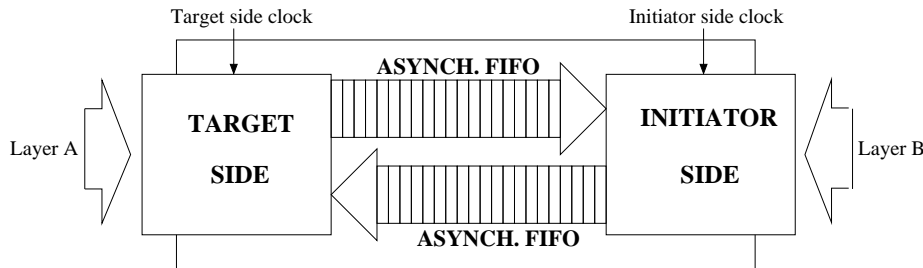 Target side clock
Initiator side clock
ASYNCH. FIFO
TARGET
SIDE
INITIATOR
SIDE
Layer A
Layer B
ASYNCH. FIFO